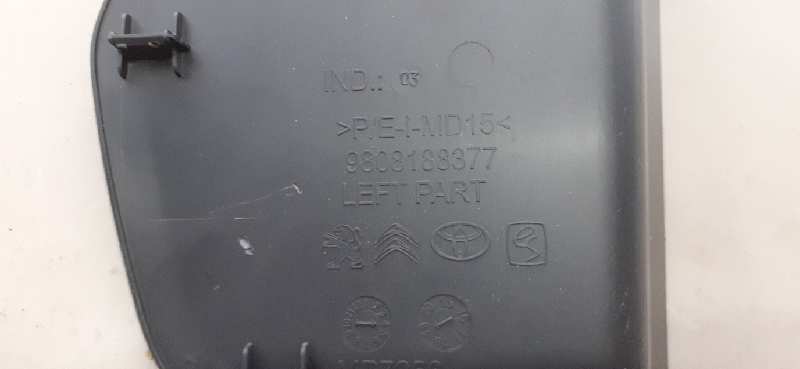 IND.: 03
>P/E-I-MD15<
9808188377
LEFT PART